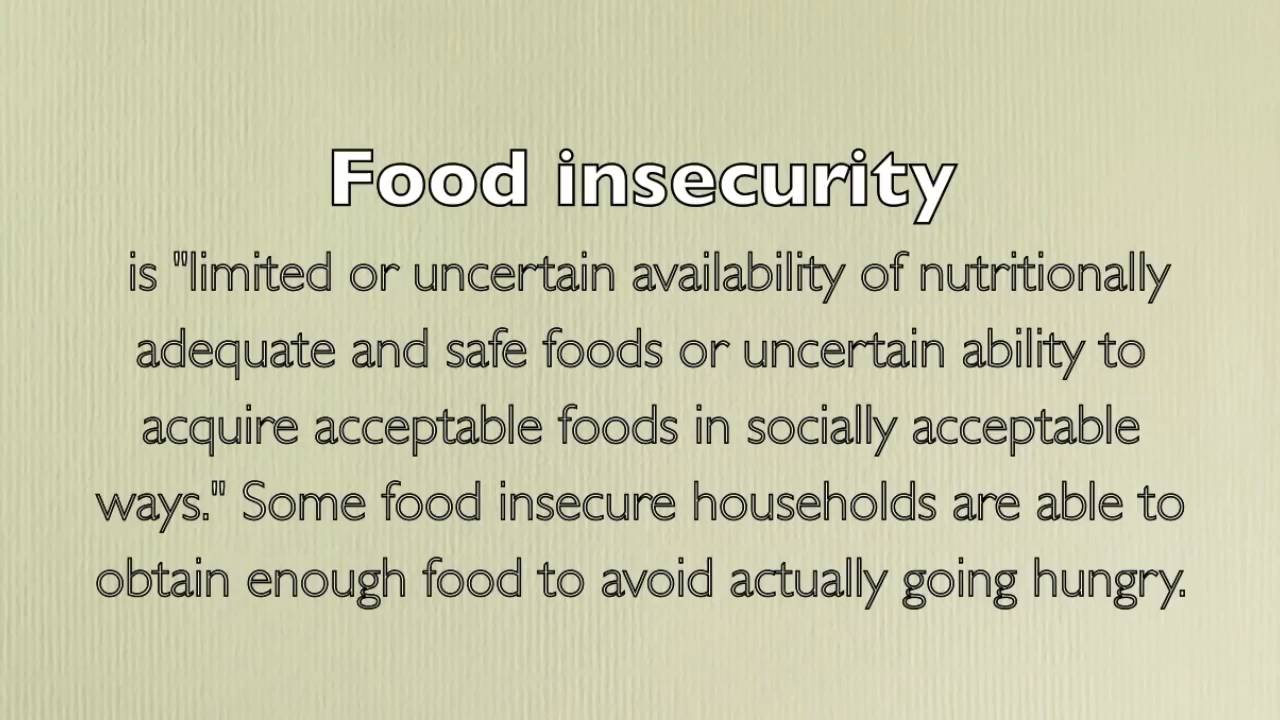 Food insecurity
is "limited or uncertain availability of nutritionally
adequate and safe foods or uncertain ability to
acquire acceptable foods in socially acceptable
ways." Some food insecure households are able to
obtain enough food to avoid actually going hungry.